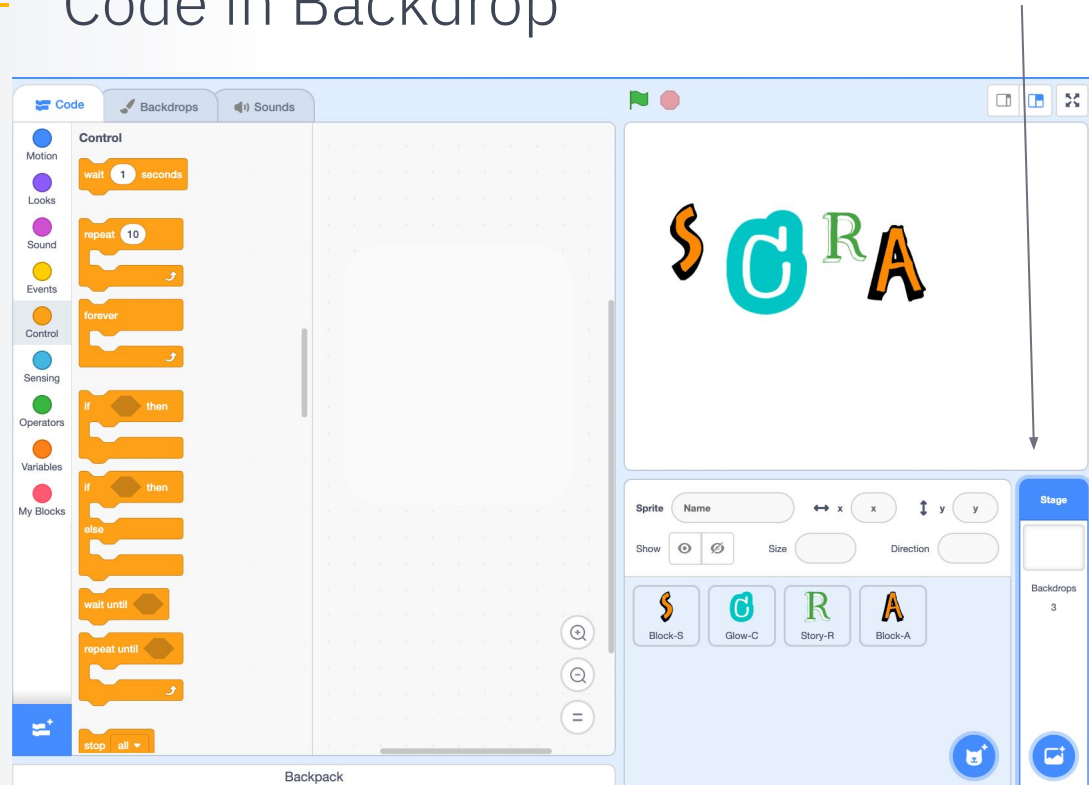 Code in Backdrop
Code
Backdrops
Sounds
Motion
Looks
Sound
Events
Control
Sensing
Operators
Variables
My Blocks
Control
wait 1 seconds
repeat 10
forever
if then
if then
else
wait until
repeat until
stop all
Backpack
S C R A
Sprite Name x x y y
Show Size Direction
S C R A
Block-S Glow-C Story-R Block-A
Stage
Backdrops
3